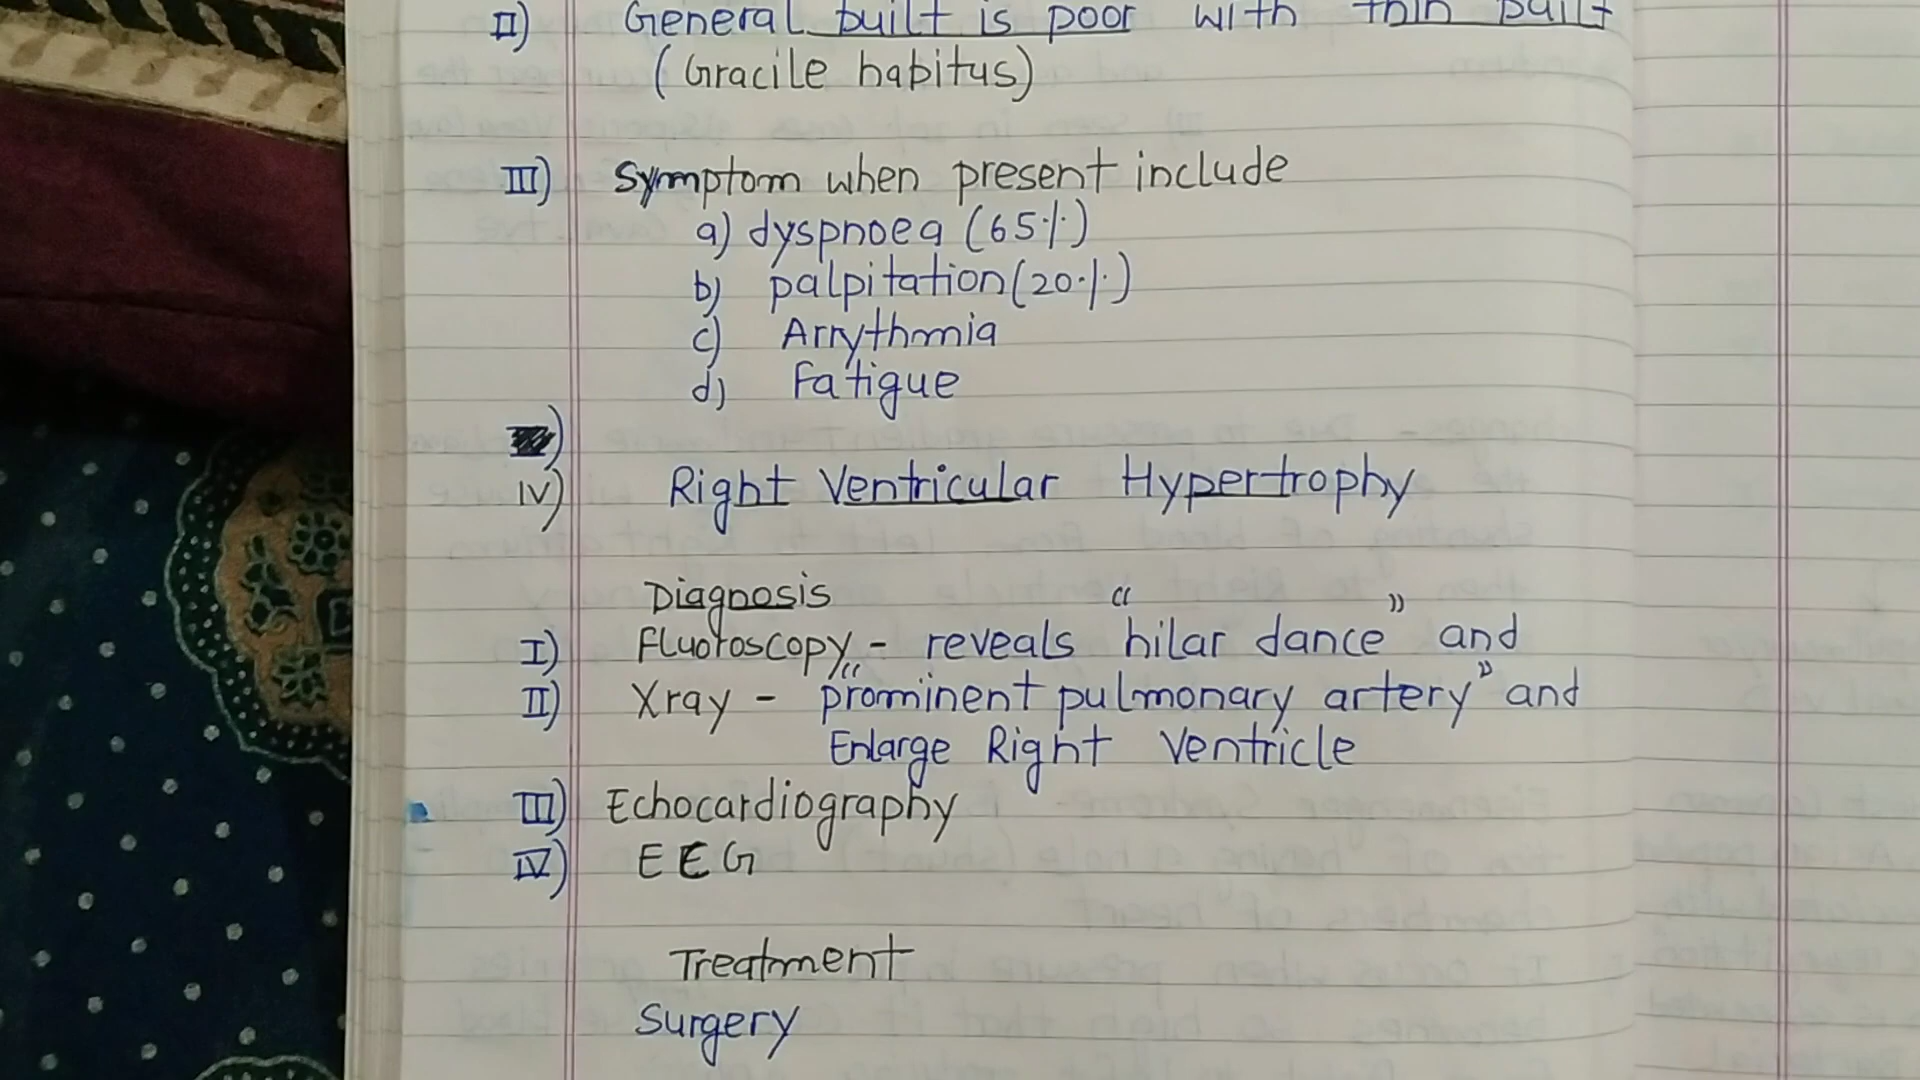 II) General built is poor with thin built
(Gracile habitus)
III) Symptom when present include
a) dyspnoea (65%)
b) palpitation (20%)
c) Arrythmia
d) Fatigue
IV) Right Ventricular Hypertrophy
Diagnosis
I) Fluoroscopy - reveals "hilar dance" and
II) Xray - "prominent pulmonary artery" and
Enlarge Right Ventricle
III) Echocardiography
IV) EEG
Treatment
Surgery